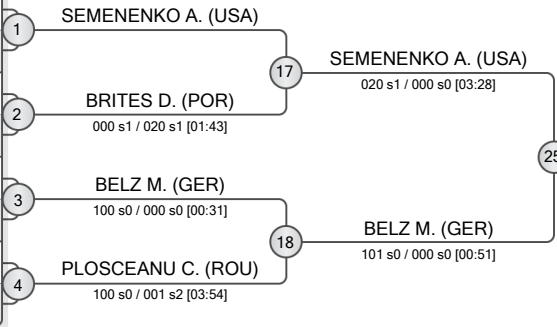 1
SEMENENKO A. (USA)
17
SEMENENKO A. (USA)
020 s1 / 000 s0 [03:28]
2
BRITES D. (POR)
000 s1 / 020 s1 [01:43]
25
3
BELZ M. (GER)
100 s0 / 000 s0 [00:31]
18
BELZ M. (GER)
101 s0 / 000 s0 [00:51]
4
PLOSCEANU C. (ROU)
100 s0 / 001 s2 [03:54]